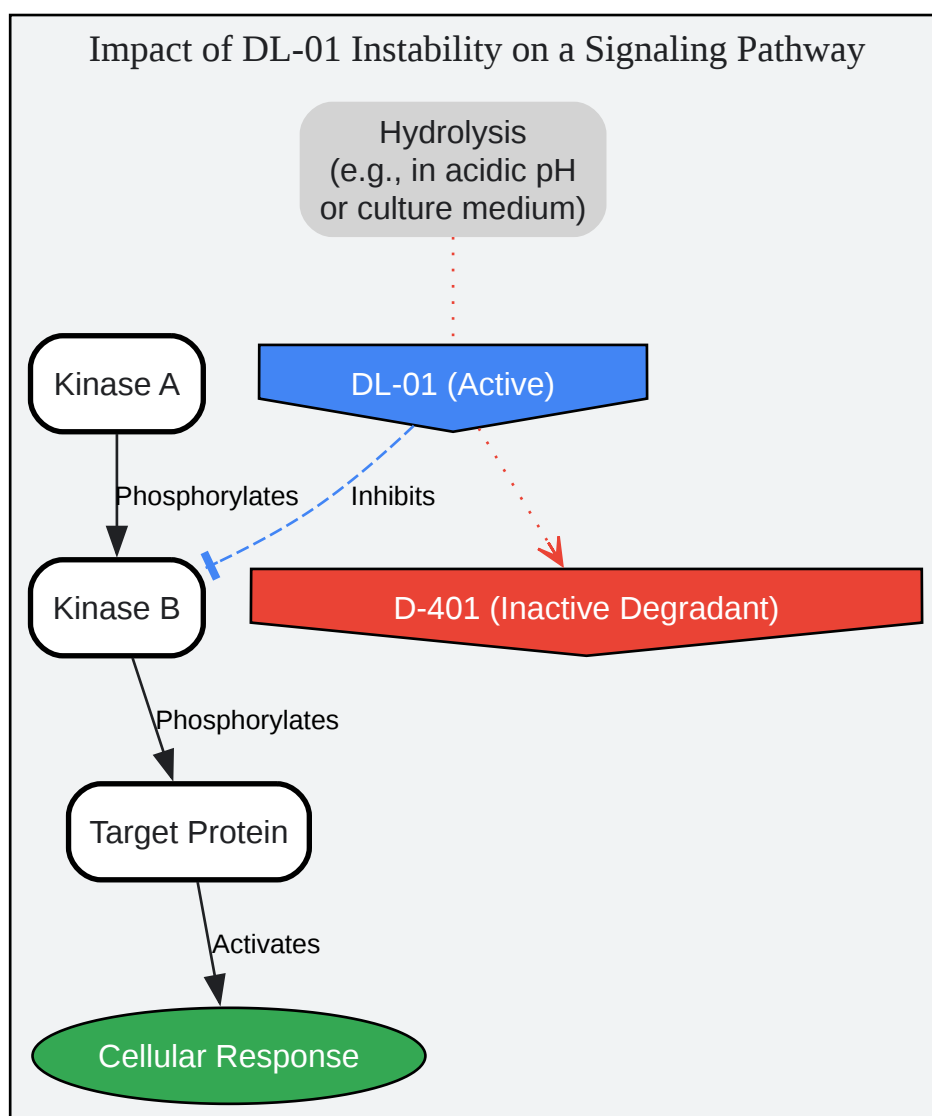 Impact of DL-01 Instability on a Signaling Pathway
Hydrolysis
(e.g., in acidic pH
or culture medium)
Kinase A
DL-01 (Active)
Phosphorylates
Inhibits
Kinase B
D-401 (Inactive Degradant)
Phosphorylates
Target Protein
Activates
Cellular Response